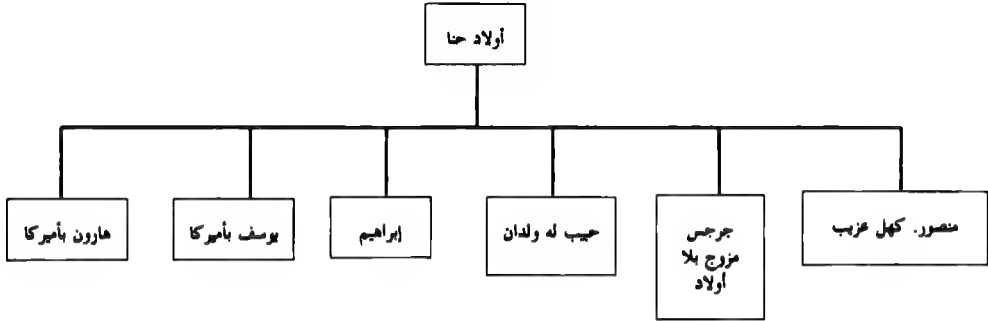 أولاد حنا
منصور. كهل عزيب
جرجس
مزوج بلا
أولاد
حبيب له ولدان
إبراهيم
يوسف بأميركا
هارون بأميركا